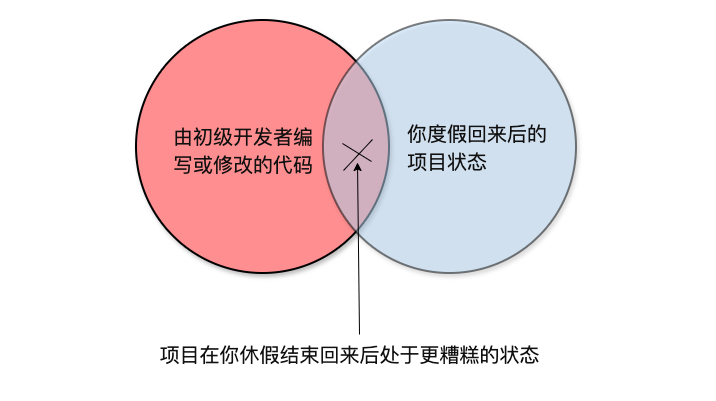 由初级开发者编
写或修改的代码
你度假回来后的
项目状态
项目在你休假结束回来后处于更糟糕的状态